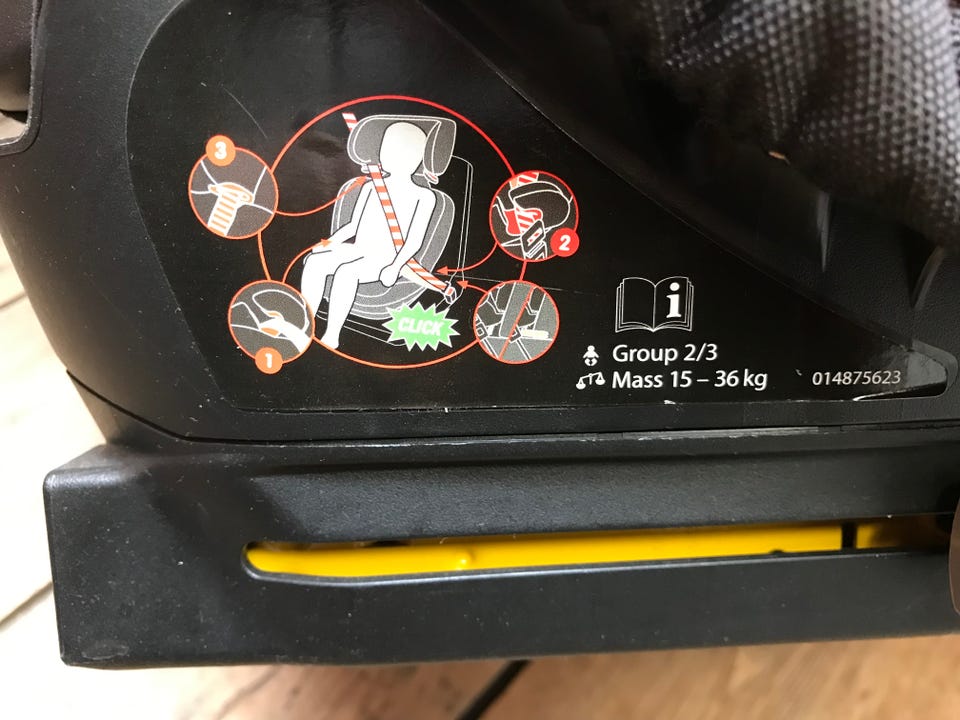 3
2
1
CLICK
i
Group 2/3
Mass 15 – 36 kg
014875623